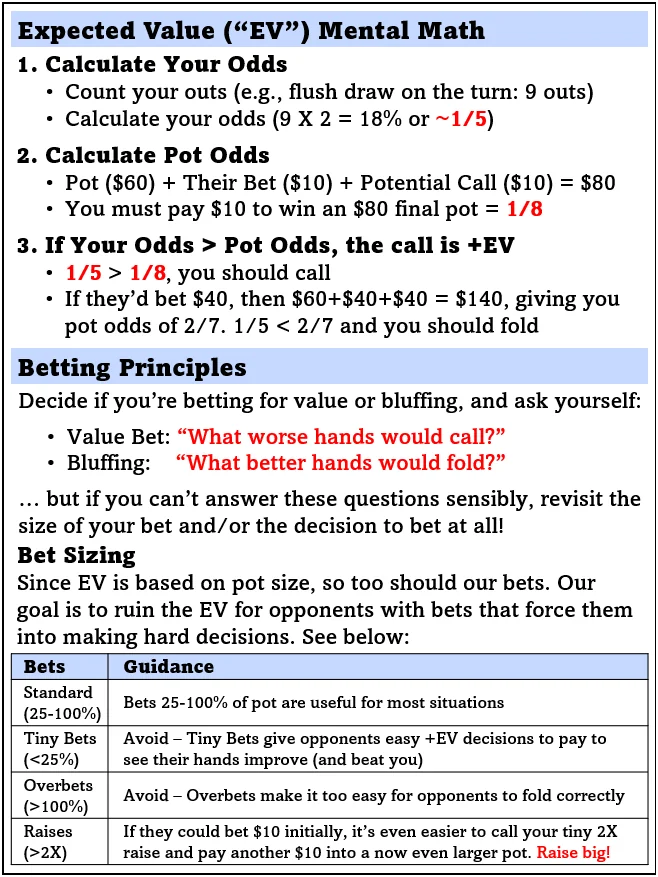 Expected Value (“EV”) Mental Math
1. Calculate Your Odds
• Count your outs (e.g., flush draw on the turn: 9 outs)
• Calculate your odds (9 X 2 = 18% or ~1/5)
2. Calculate Pot Odds
• Pot ($60) + Their Bet ($10) + Potential Call ($10) = $80
• You must pay $10 to win an $80 final pot = 1/8
3. If Your Odds > Pot Odds, the call is +EV
• 1/5 > 1/8, you should call
• If they’d bet $40, then $60+$40+$40 = $140, giving you
pot odds of 2/7. 1/5 < 2/7 and you should fold
Betting Principles
Decide if you’re betting for value or bluffing, and ask yourself:
• Value Bet: “What worse hands would call?”
• Bluffing: “What better hands would fold?”
… but if you can’t answer these questions sensibly, revisit the
size of your bet and/or the decision to bet at all!
Bet Sizing
Since EV is based on pot size, so too should our bets. Our
goal is to ruin the EV for opponents with bets that force them
into making hard decisions. See below:
Bets Guidance
Standard
(25-100%)
Bets 25-100% of pot are useful for most situations
Tiny Bets
(<25%)
Avoid – Tiny Bets give opponents easy +EV decisions to pay to
see their hands improve (and beat you)
Overbets
(>100%)
Avoid – Overbets make it too easy for opponents to fold correctly
Raises
(>2X)
If they could bet $10 initially, it’s even easier to call your tiny 2X
raise and pay another $10 into a now even larger pot. Raise big!